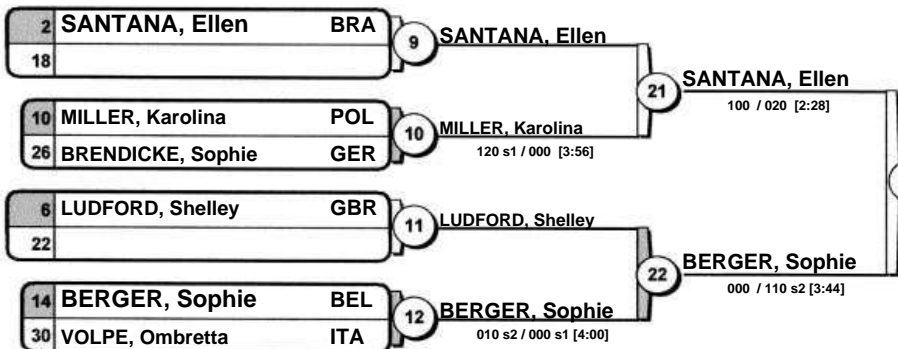 2 SANTANA, Ellen BRA
18
9
SANTANA, Ellen
10 MILLER, Karolina POL
26 BRENDICKE, Sophie GER
10
MILLER, Karolina
120 s1 / 000 [3:56]
21
SANTANA, Ellen
100 / 020 [2:28]
6 LUDFORD, Shelley GBR
22
11
LUDFORD, Shelley
14 BERGER, Sophie BEL
30 VOLPE, Ombretta ITA
12
BERGER, Sophie
010 s2 / 000 s1 [4:00]
22
BERGER, Sophie
000 / 110 s2 [3:44]